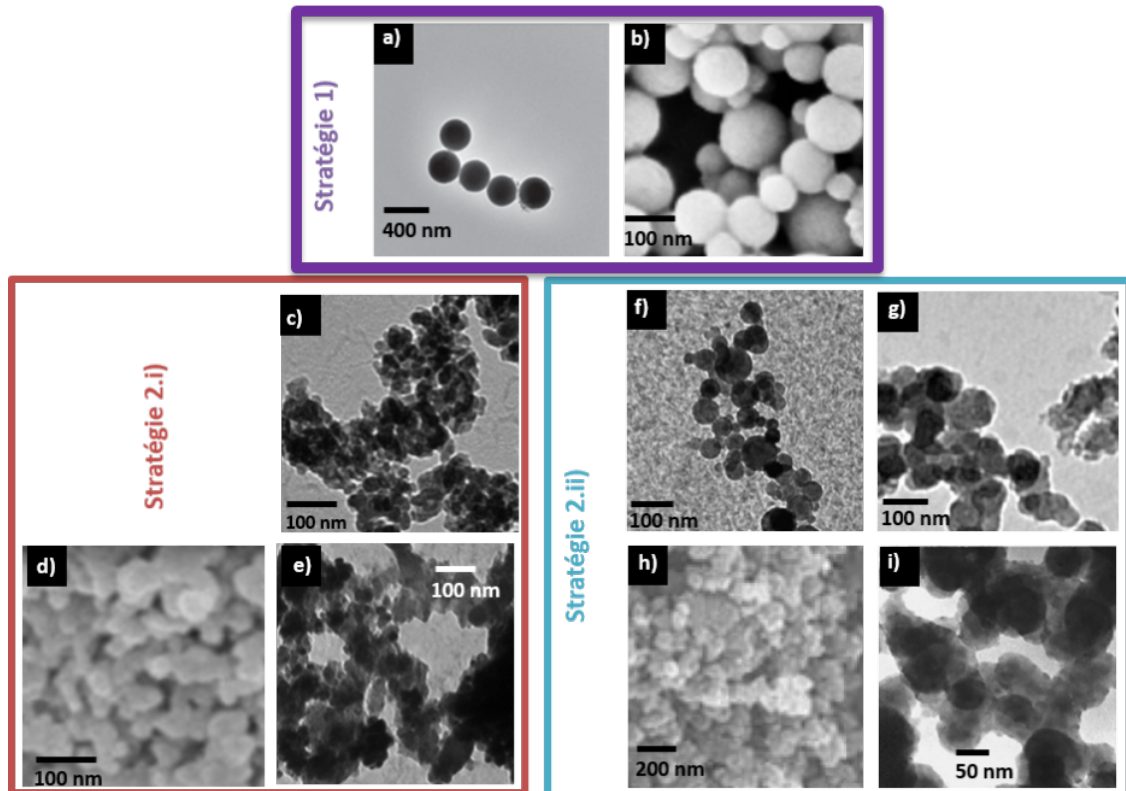 Stratégie 1)
a)
400 nm
b)
100 nm
Stratégie 2.i)
c)
100 nm
d)
100 nm
e)
100 nm
Stratégie 2.ii)
f)
100 nm
g)
100 nm
h)
200 nm
i)
50 nm